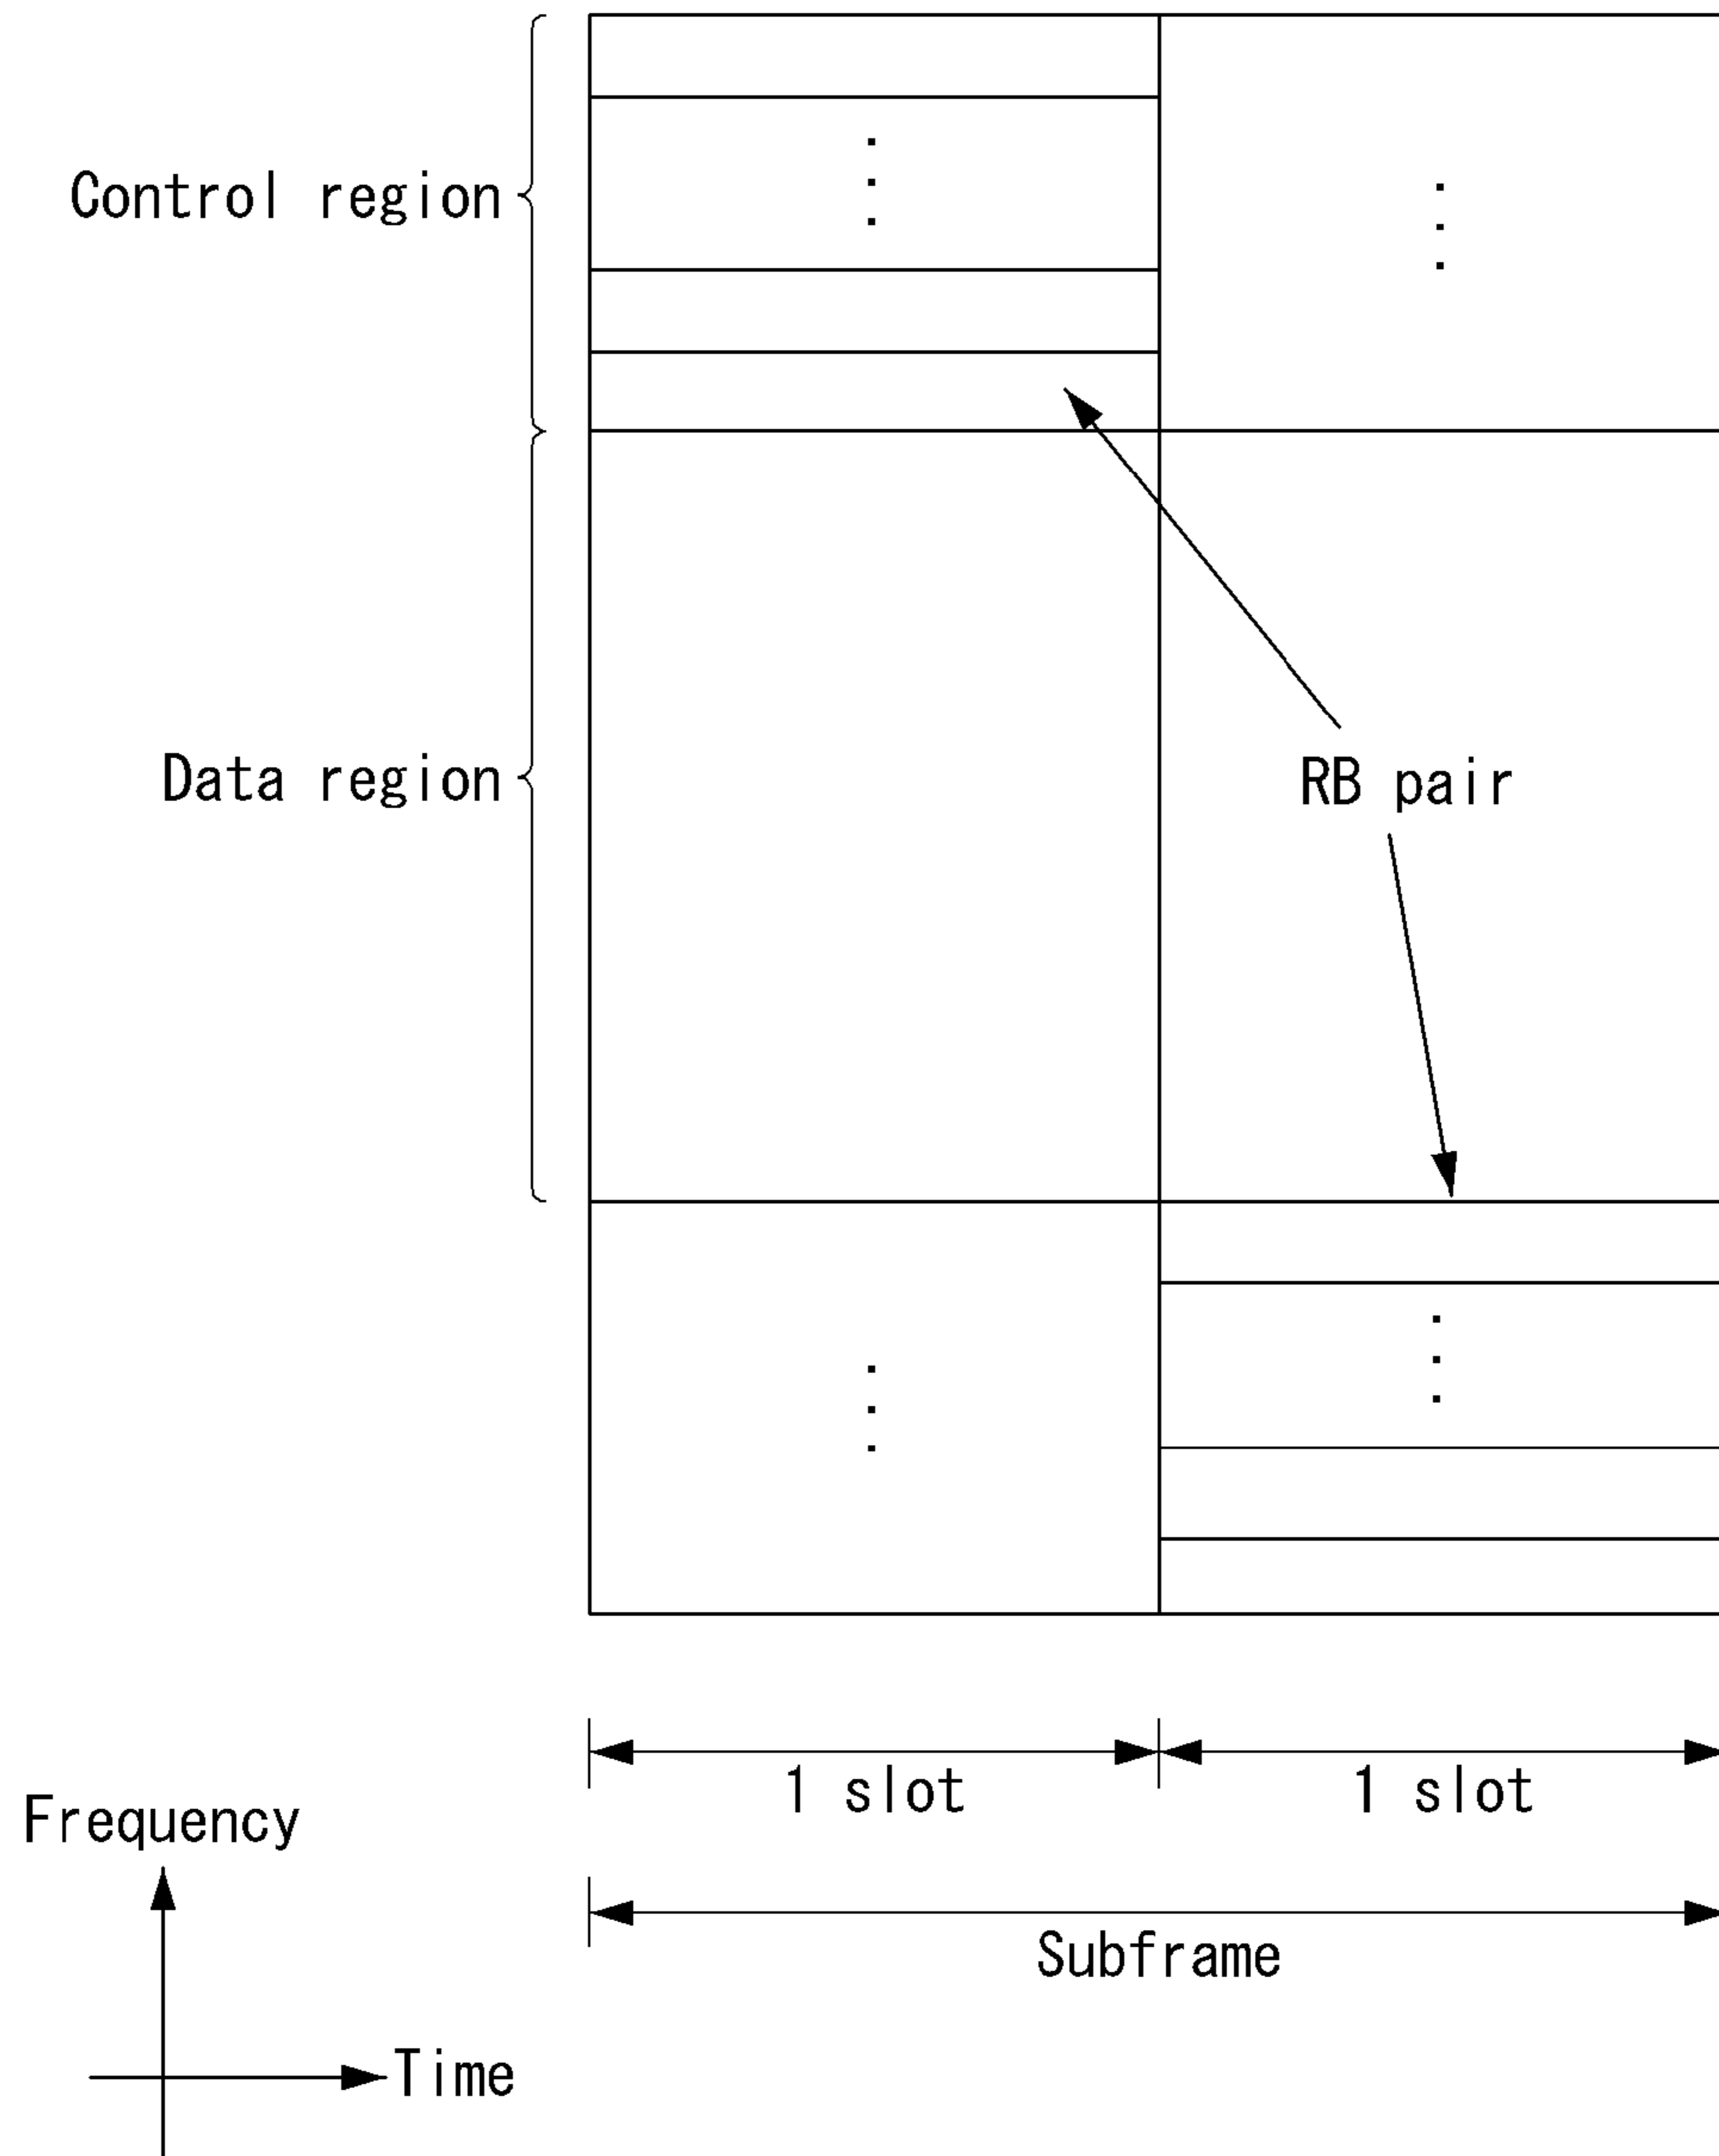 Control region
Data region
RB pair
1 slot
1 slot
Frequency
Subframe
Time